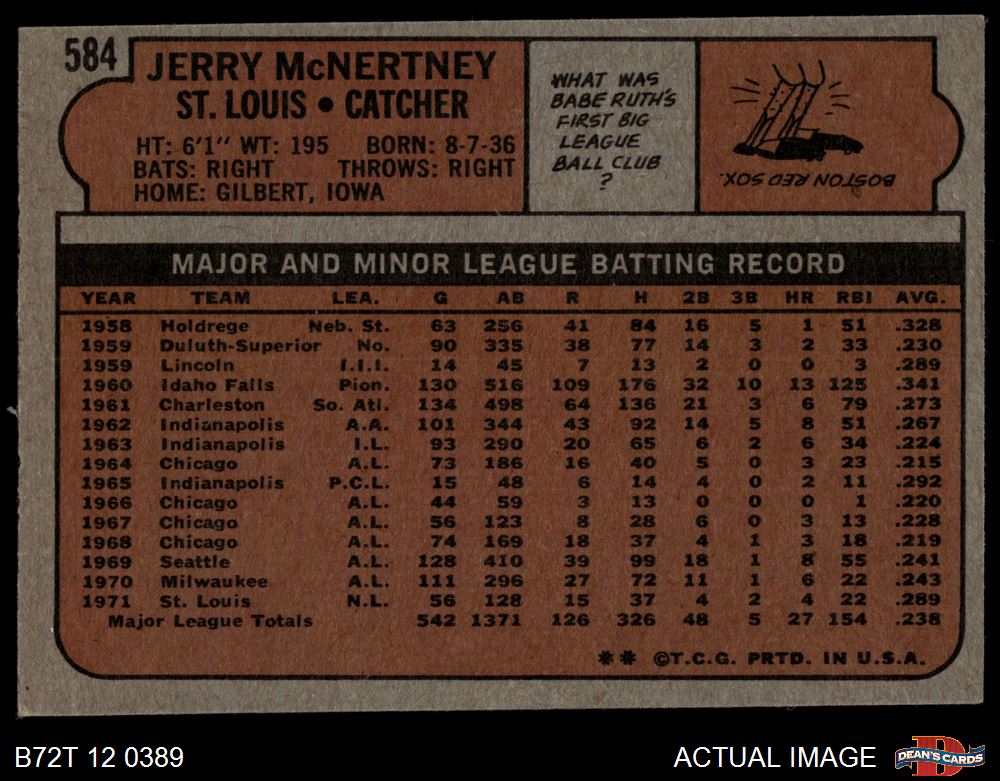 584
JERRY McNERTNEY
ST. LOUIS • CATCHER
HT: 6'1" WT: 195 BORN: 8-7-36
BATS: RIGHT THROWS: RIGHT
HOME: GILBERT, IOWA
WHAT WAS
BABE RUTH'S
FIRST BIG
LEAGUE
BALL CLUB
?
BOSTON RED SOX.
MAJOR AND MINOR LEAGUE BATTING RECORD
YEAR TEAM LEA. G AB R H 2B 3B HR RBI AVG.
1958 Holdrege Neb. St. 63 256 41 84 16 5 1 51 .328
1959 Duluth-Superior No. 90 335 38 77 14 3 2 33 .230
1959 Lincoln I.I.I. 14 45 7 13 2 0 0 3 .289
1960 Idaho Falls Pion. 130 516 109 176 32 10 13 125 .341
1961 Charleston So. Atl. 134 498 64 136 21 3 6 79 .273
1962 Indianapolis A.A. 101 344 43 92 14 5 8 51 .267
1963 Indianapolis I.L. 93 290 20 65 6 2 6 34 .224
1964 Chicago A.L. 73 186 16 40 5 0 3 23 .215
1965 Indianapolis P.C.L. 15 48 6 14 4 0 2 11 .292
1966 Chicago A.L. 44 59 3 13 0 0 0 1 .220
1967 Chicago A.L. 56 123 8 28 6 0 3 13 .228
1968 Chicago A.L. 74 169 18 37 4 1 3 18 .219
1969 Seattle A.L. 128 410 39 99 18 1 8 55 .241
1970 Milwaukee A.L. 111 296 27 72 11 1 6 22 .243
1971 St. Louis N.L. 56 128 15 37 4 2 4 22 .289
Major League Totals 542 1371 126 326 48 5 27 154 .238
** ©T.C.G. PRTD. IN U.S.A.
B72T 12 0389
ACTUAL IMAGE
D
DEAN'S CARDS